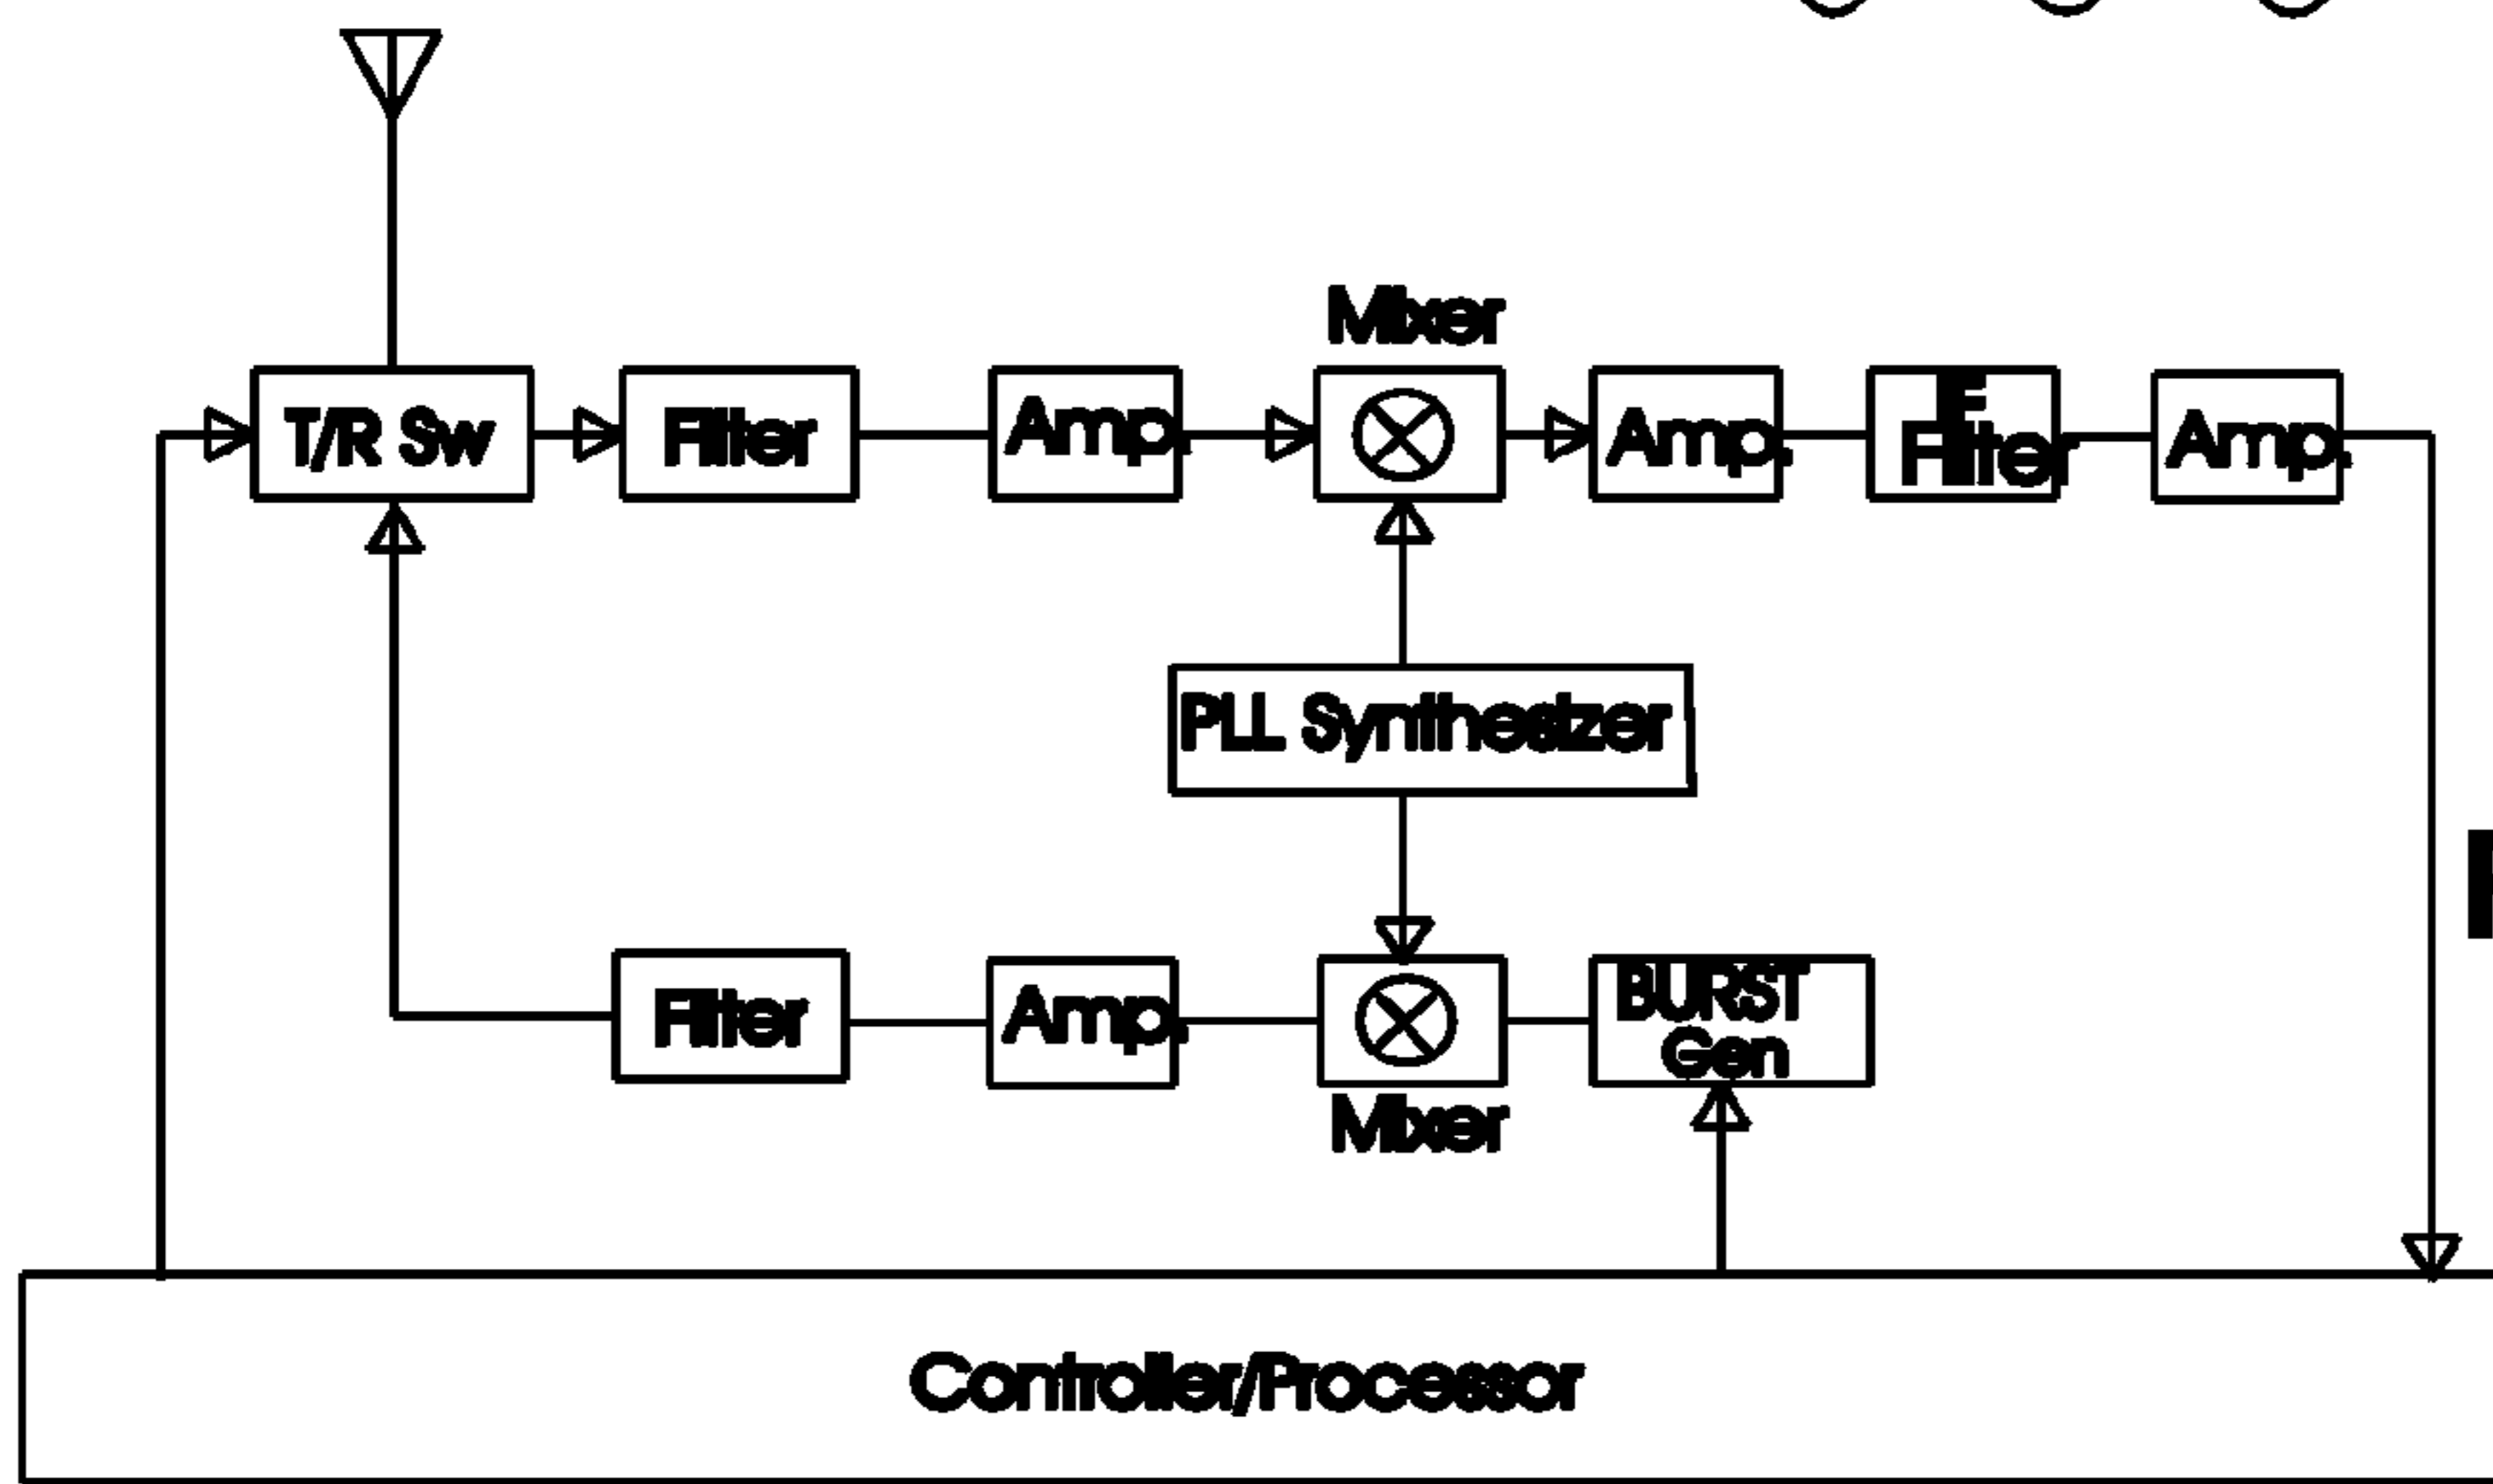 Mixer
T/R Sw
Filter
Amp.
Amp.
IF
Filter
Amp.
PLL Synthesizer
Filter
Amp.
BURST
Gen
Mixer
Controller/Processor